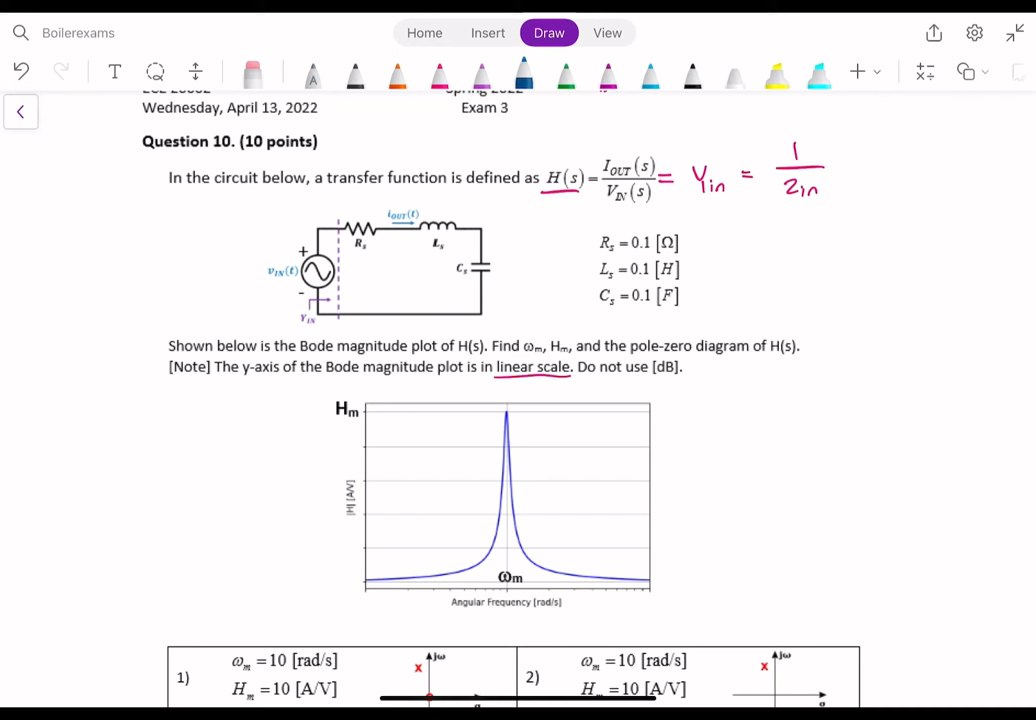 Boilerexams
Home Insert Draw View
T
A
Wednesday, April 13, 2022
Exam 3
Question 10. (10 points)
In the circuit below, a transfer function is defined as H(s) = I_OUT(s) / V_IN(s) = Y_in = 1 / Z_in
i_OUT(t)
R_s L_s
R_s = 0.1 [Ω]
+
v_IN(t)
C_s
L_s = 0.1 [H]
-
C_s = 0.1 [F]
Y_IN
Shown below is the Bode magnitude plot of H(s). Find ω_m, H_m, and the pole-zero diagram of H(s).
[Note] The y-axis of the Bode magnitude plot is in linear scale. Do not use [dB].
H_m
|H| [A/V]
ω_m
Angular Frequency [rad/s]
1)
ω_m = 10 [rad/s]
H_m = 10 [A/V]
x
jω
2)
ω_m = 10 [rad/s]
H_m = 10 [A/V]
x
jω
σ